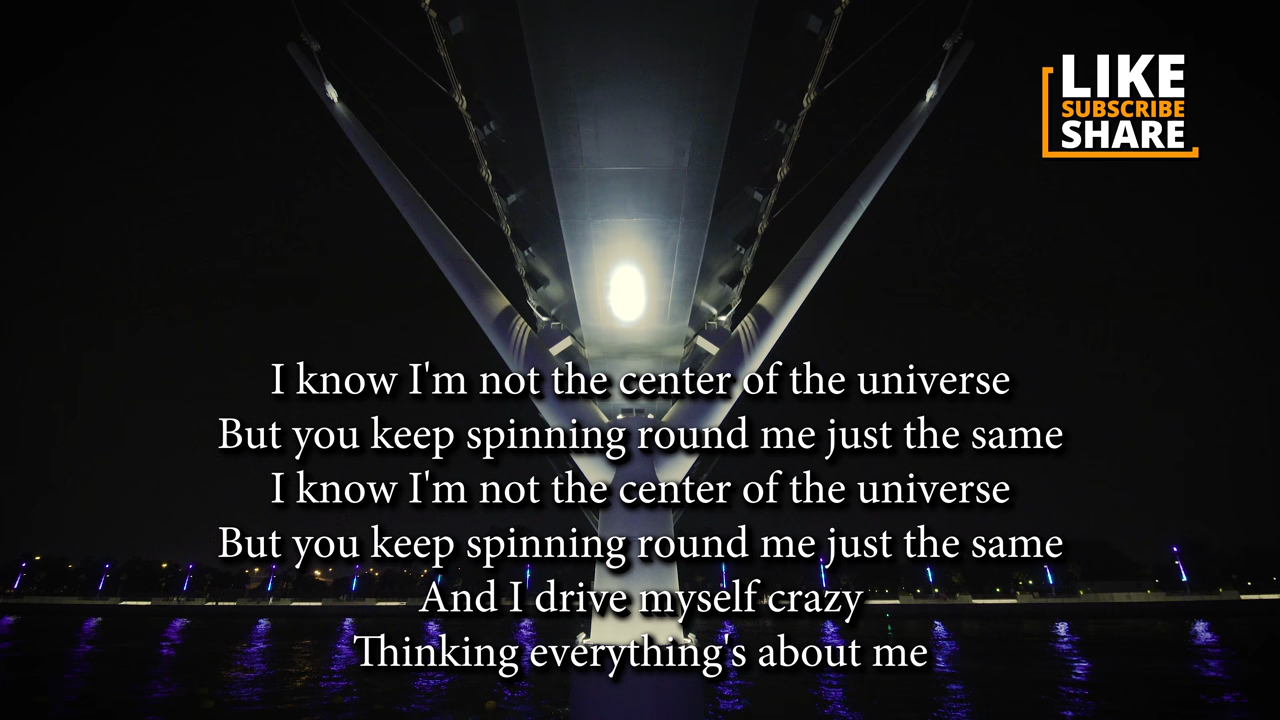 LIKE
SUBSCRIBE
SHARE
I know I'm not the center of the universe
But you keep spinning round me just the same
I know I'm not the center of the universe
But you keep spinning round me just the same
And I drive myself crazy
Thinking everything's about me